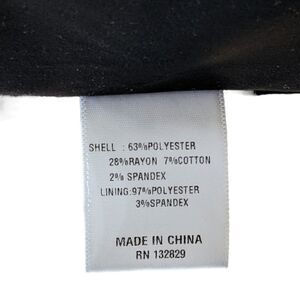 SHELL : 63%POLYESTER
28%RAYON 7%COTTON
2% SPANDEX
LINING:97%POLYESTER
3%SPANDEX
MADE IN CHINA
RN 132829